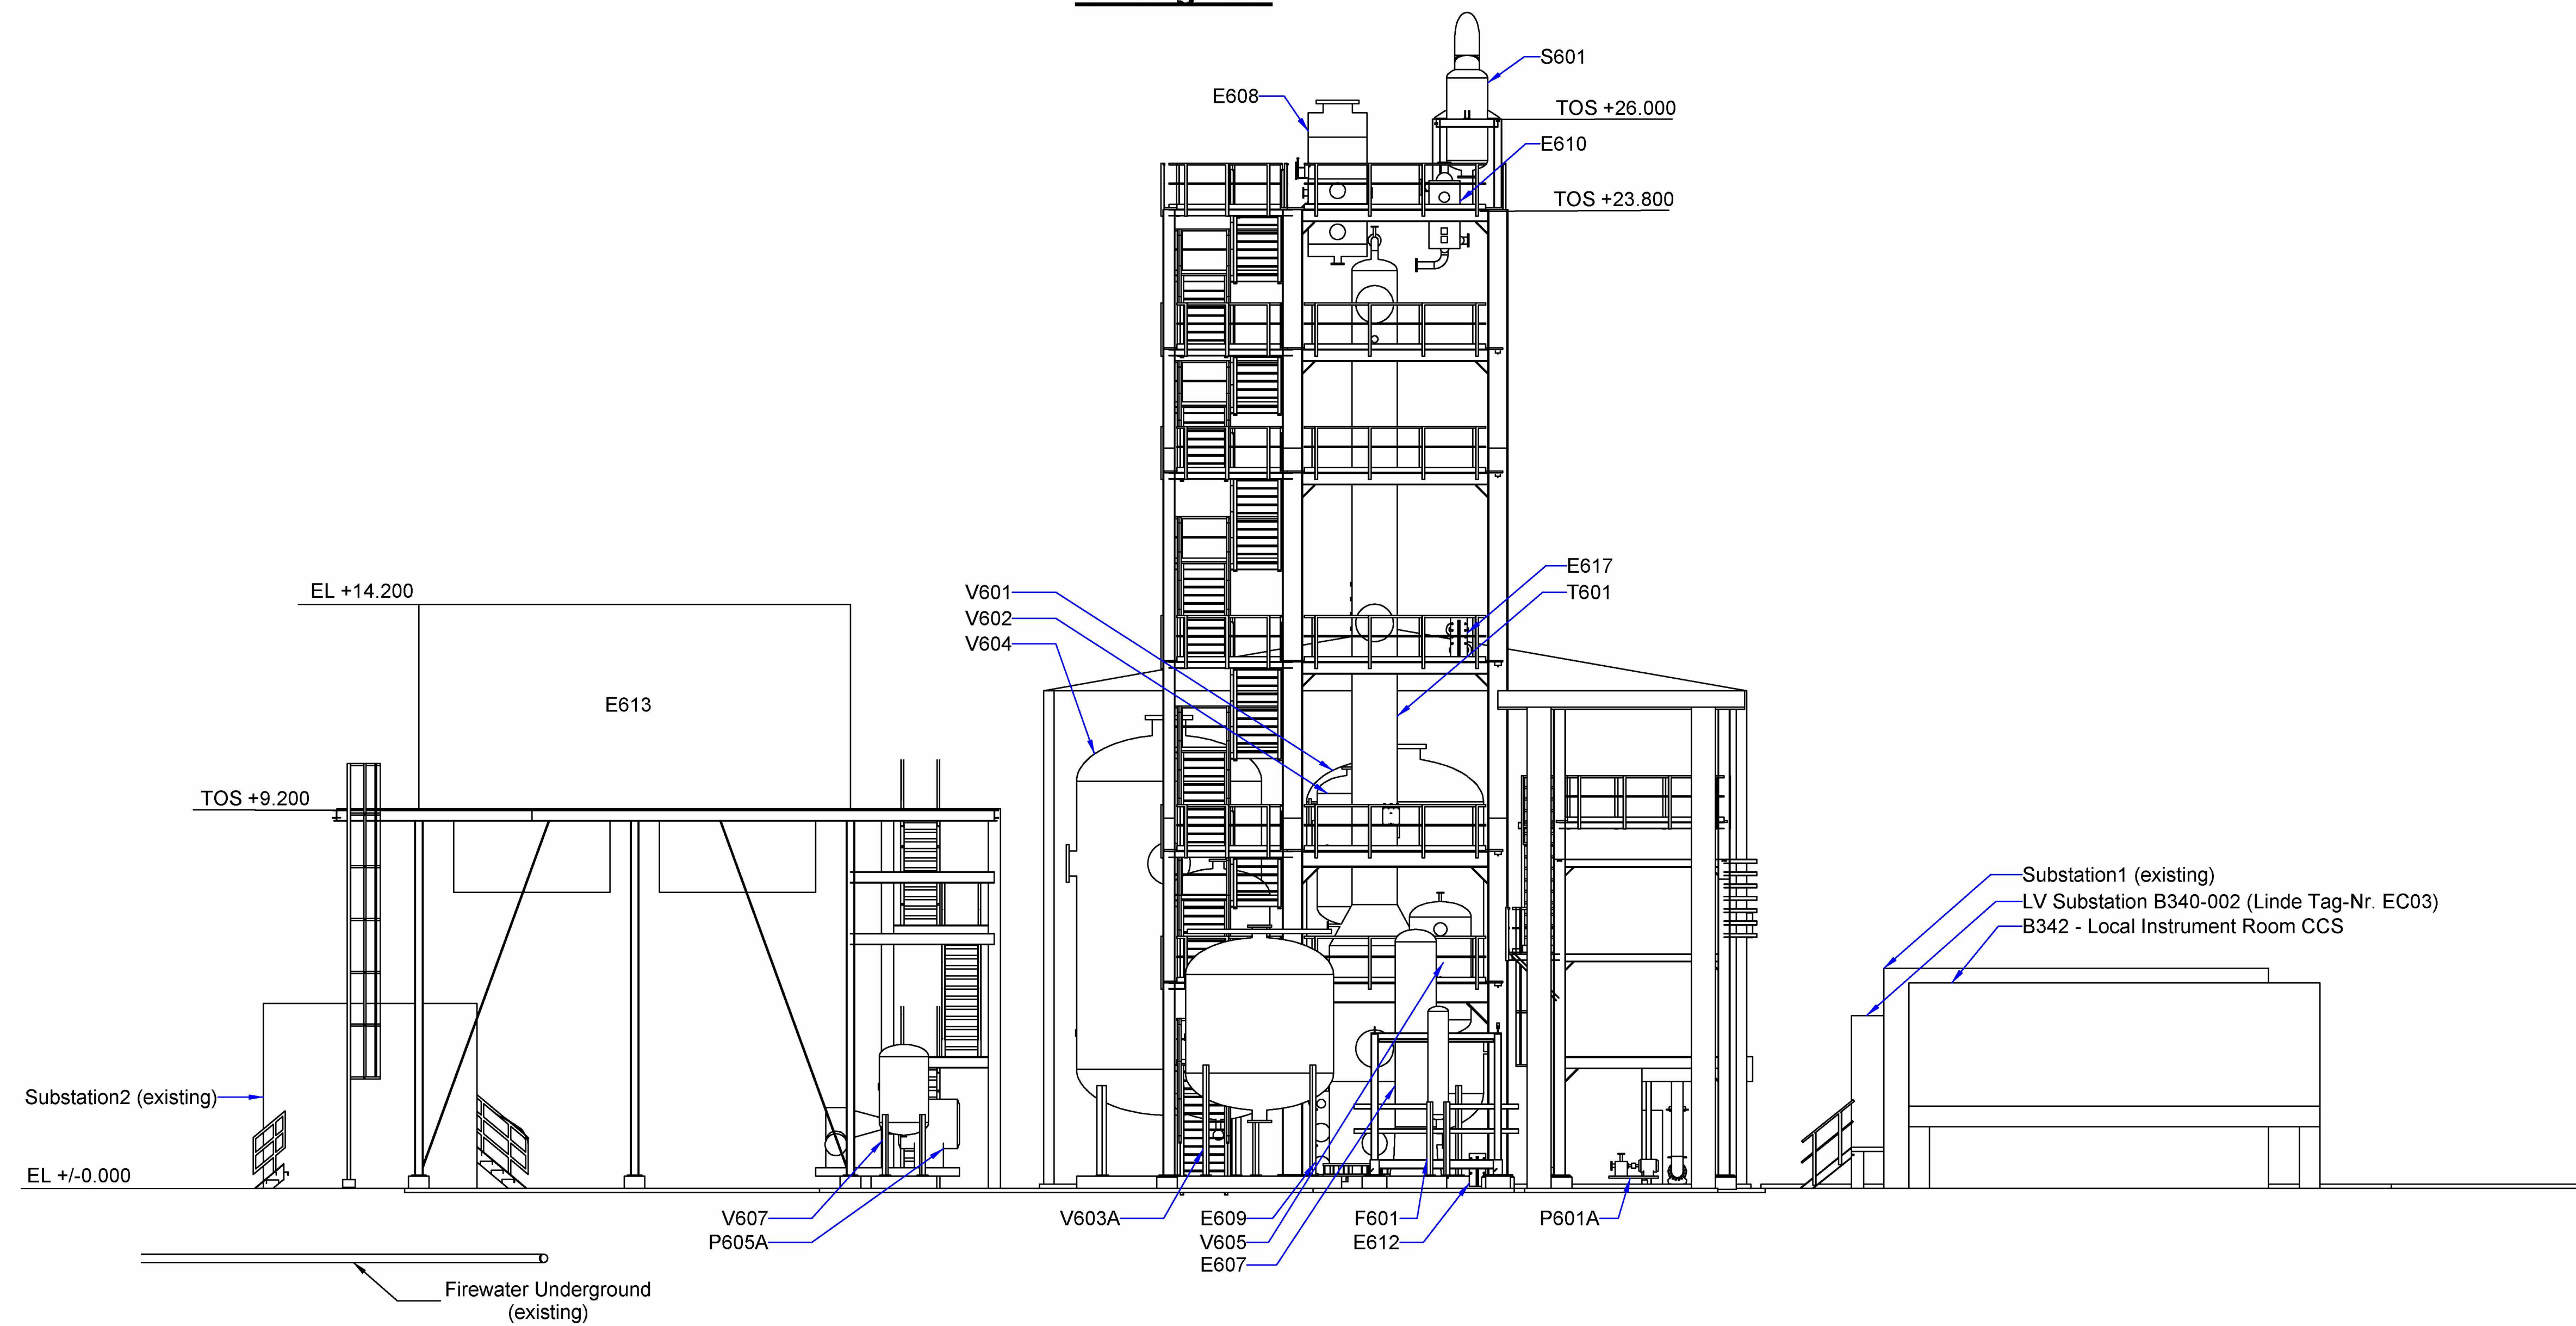 S601
E608
TOS +26.000
E610
TOS +23.800
E617
V601
T601
EL +14.200
V602
V604
E613
TOS +9.200
Substation1 (existing)
LV Substation B340-002 (Linde Tag-Nr. EC03)
B342 - Local Instrument Room CCS
Substation2 (existing)
EL +/-0.000
V607
V603A
E609
F601
P601A
P605A
V605
E612
E607
Firewater Underground
(existing)